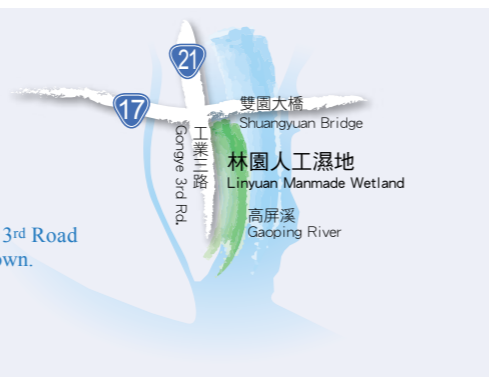 21
17
雙園大橋
Shuangyuan Bridge
工業三路
Gongye 3rd Rd.
林園人工濕地
Linyuan Manmade Wetland
高屏溪
Gaoping River
3rd Road
own.